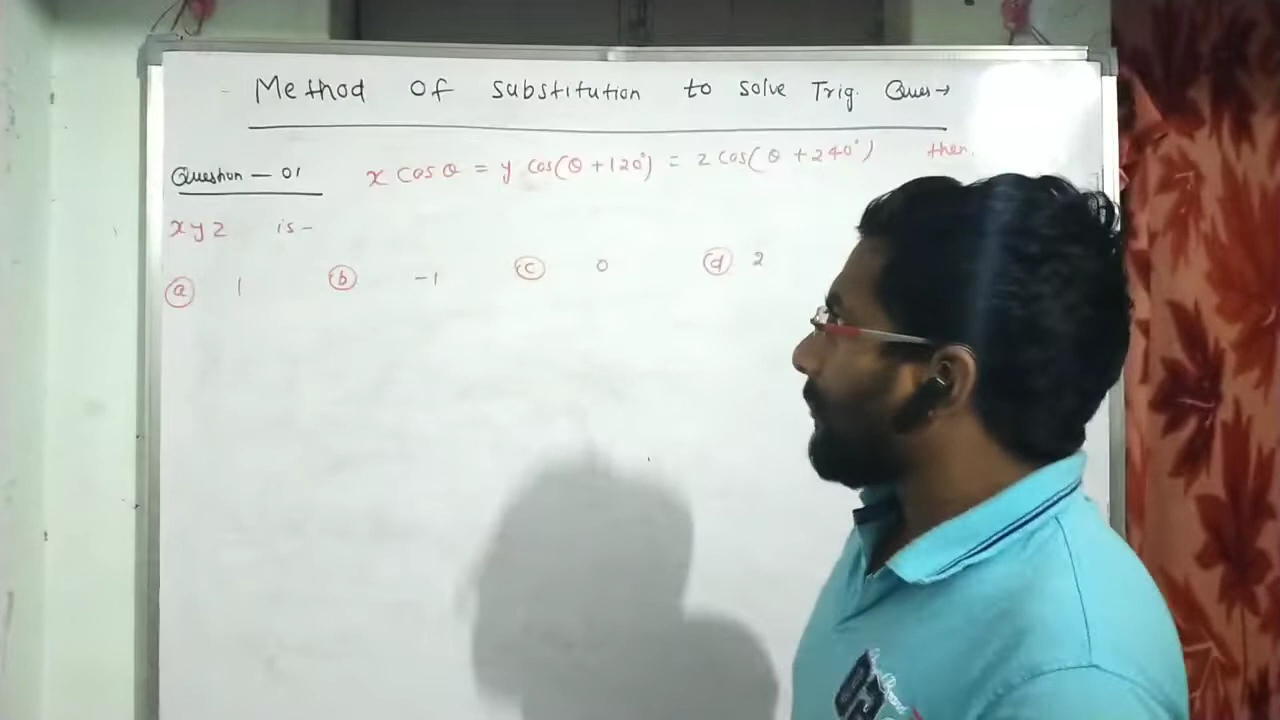 Method Of Substitution to solve Trig. Ques →
Question – 01 x Cos θ = y Cos(θ + 120°) = z Cos(θ + 240°) then,
x y z is –
(a) 1 (b) -1 (c) 0 (d) 2